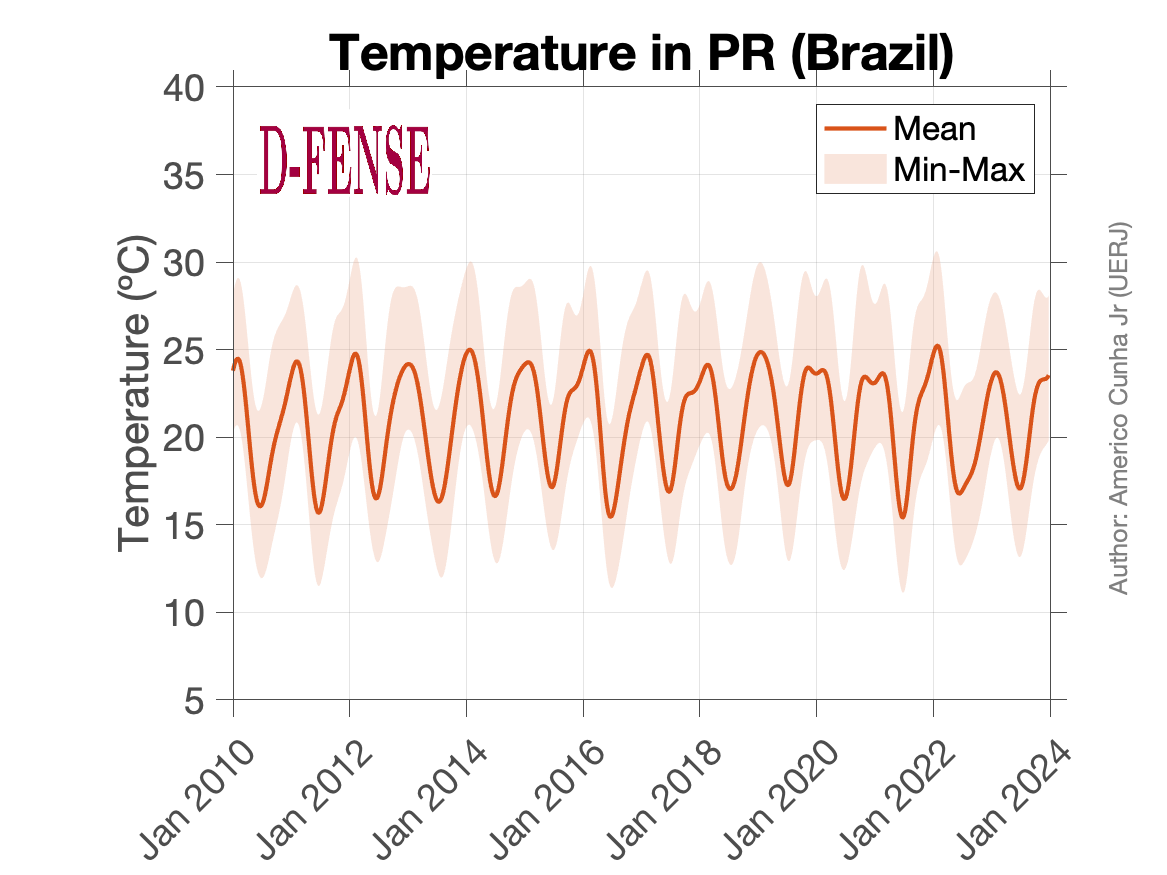 Temperature in PR (Brazil)
40
35
30
25
20
15
10
5
Temperature (ºC)
D-FENSE
Mean
Min-Max
Jan 2010
Jan 2012
Jan 2014
Jan 2016
Jan 2018
Jan 2020
Jan 2022
Jan 2024
Author: Americo Cunha Jr (UERJ)